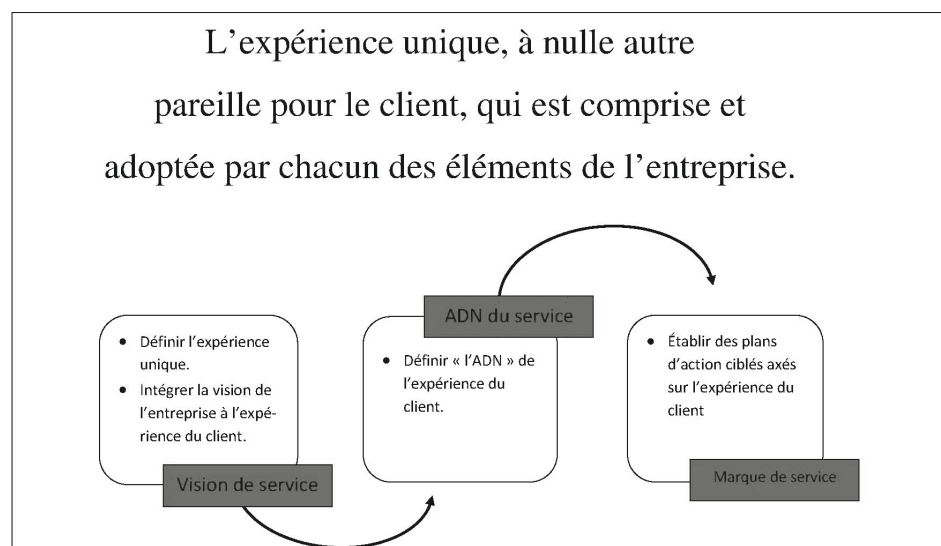 L’expérience unique, à nulle autre
pareille pour le client, qui est comprise et
adoptée par chacun des éléments de l’entreprise.
• Définir l’expérience
unique.
• Intégrer la vision de
l’entreprise à l’expé-
rience du client.
Vision de service
ADN du service
• Définir « l’ADN » de
l’expérience du
client.
• Établir des plans
d’action ciblés axés
sur l’expérience du
client
Marque de service